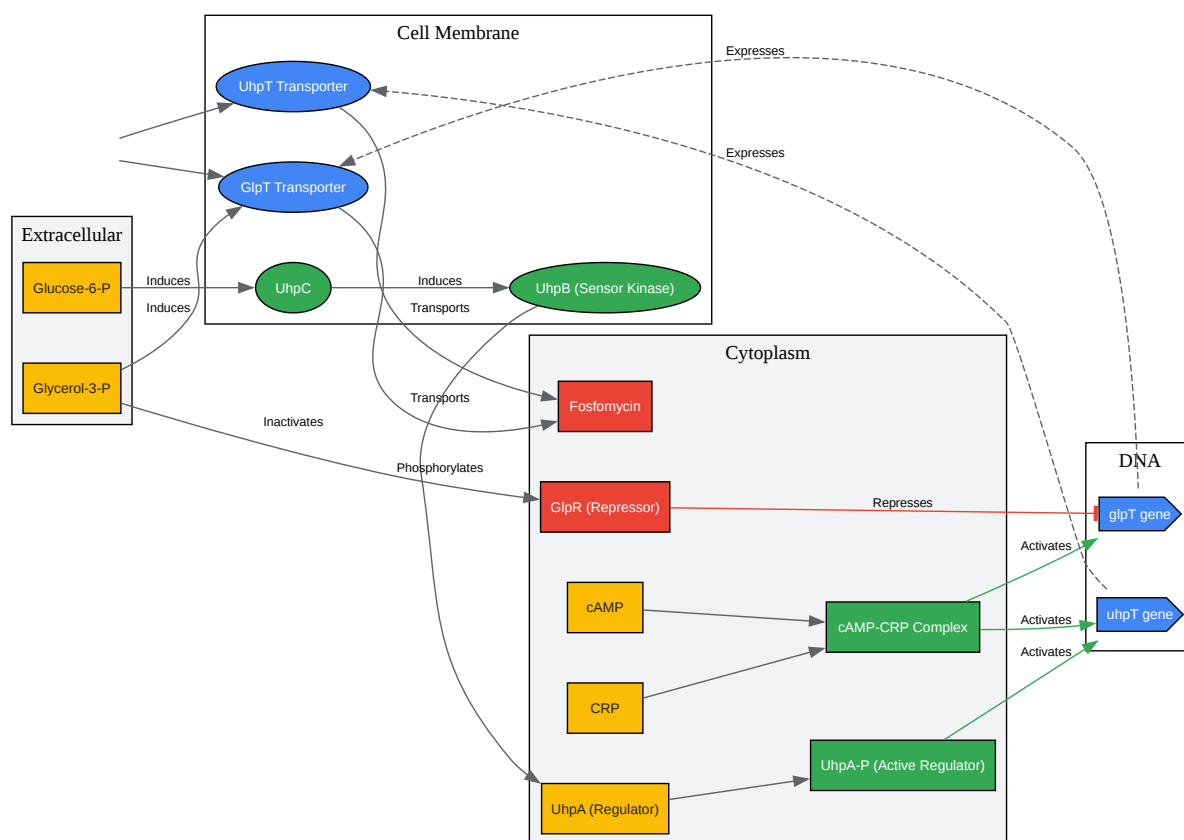 Cell Membrane
Expresses
UhpT Transporter
Expresses
GlpT Transporter
Extracellular
Glucose-6-P
Induces
UhpC
Induces
UhpB (Sensor Kinase)
Induces
Transports
Cytoplasm
Glycerol-3-P
Transports
Fosfomycin
Inactivates
Phosphorylates
DNA
GlpR (Repressor)
Represses
glpT gene
Activates
cAMP
cAMP-CRP Complex
Activates
uhpT gene
Activates
CRP
UhpA-P (Active Regulator)
UhpA (Regulator)